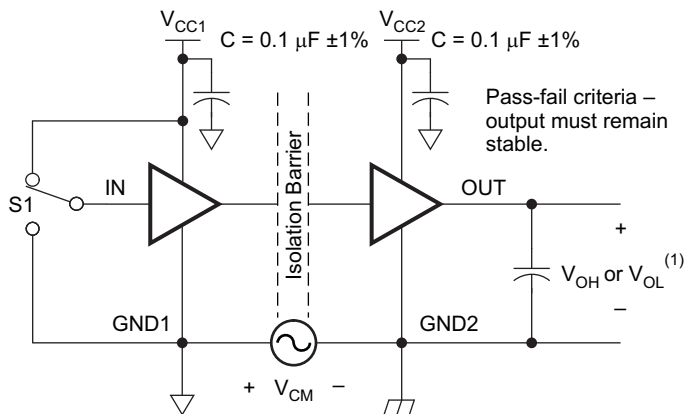 VCC1
C = 0.1 μF ±1%
VCC2
C = 0.1 μF ±1%
Pass-fail criteria –
output must remain
stable.
S1
IN
Isolation Barrier
OUT
+
VOH or VOL(1)
–
GND1
GND2
+ VCM –